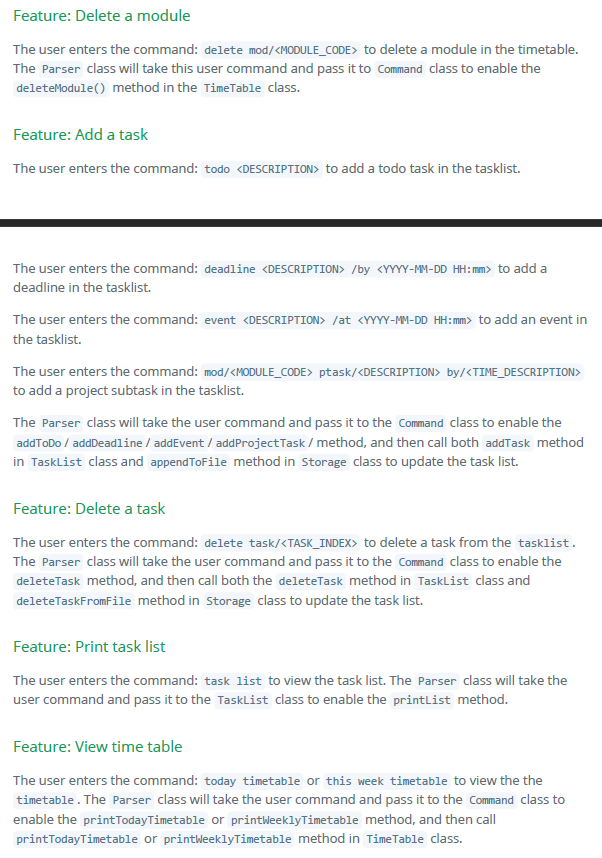 Feature: Delete a module
The user enters the command: delete mod/<MODULE_CODE> to delete a module in the timetable.
The Parser class will take this user command and pass it to Command class to enable the
deleteModule() method in the TimeTable class.
Feature: Add a task
The user enters the command: todo <DESCRIPTION> to add a todo task in the tasklist.
The user enters the command: deadline <DESCRIPTION> /by <YYYY-MM-DD HH:mm> to add a
deadline in the tasklist.
The user enters the command: event <DESCRIPTION> /at <YYYY-MM-DD HH:mm> to add an event in
the tasklist.
The user enters the command: mod/<MODULE_CODE> ptask/<DESCRIPTION> by/<TIME_DESCRIPTION>
to add a project subtask in the tasklist.
The Parser class will take the user command and pass it to the Command class to enable the
addToDo / addDeadline / addEvent / addProjectTask / method, and then call both addTask method
in TaskList class and appendToFile method in Storage class to update the task list.
Feature: Delete a task
The user enters the command: delete task/<TASK_INDEX> to delete a task from the tasklist.
The Parser class will take the user command and pass it to the Command class to enable the
deleteTask method, and then call both the deleteTask method in TaskList class and
deleteTaskFromFile method in Storage class to update the task list.
Feature: Print task list
The user enters the command: task list to view the task list. The Parser class will take the
user command and pass it to the TaskList class to enable the printList method.
Feature: View time table
The user enters the command: today timetable or this week timetable to view the the
timetable. The Parser class will take the user command and pass it to the Command class to
enable the printTodayTimetable or printWeeklyTimetable method, and then call
printTodayTimetable or printWeeklyTimetable method in TimeTable class.